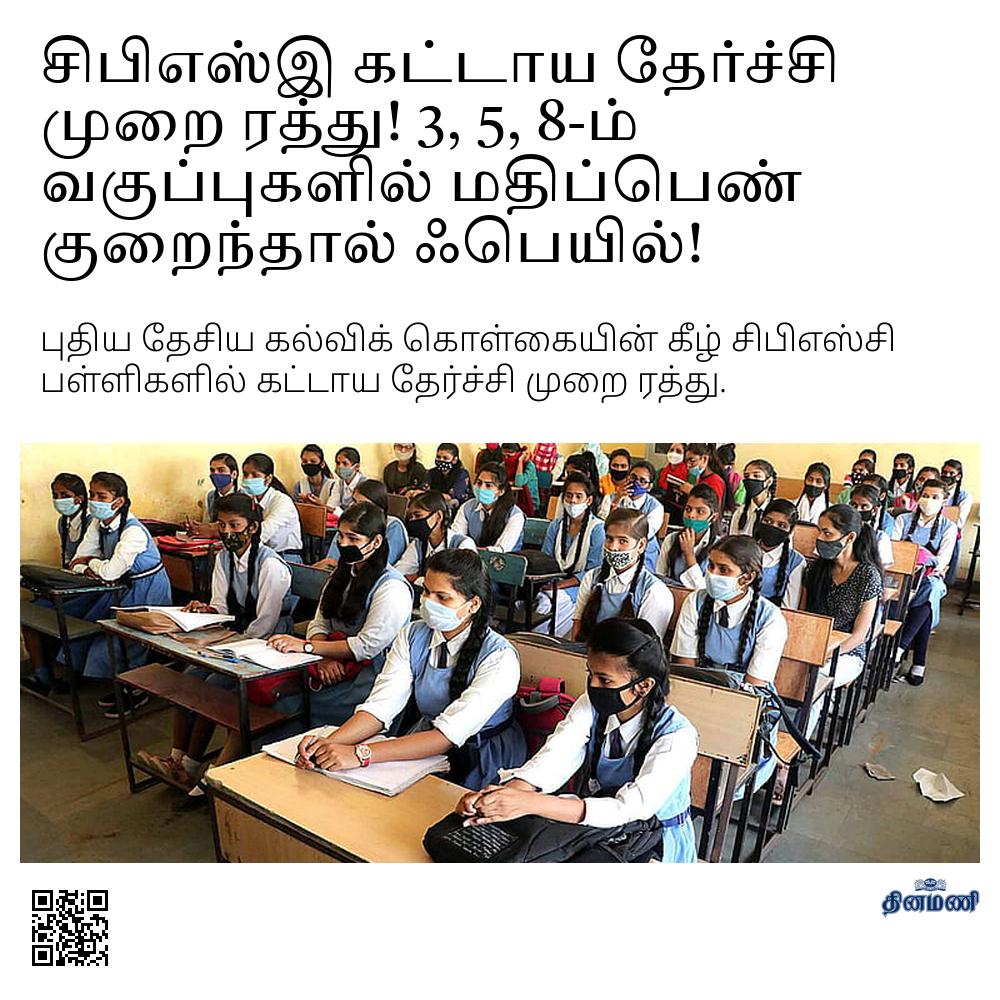 சிபிஎஸ்இ கட்டாய தேர்ச்சி
முறை ரத்து! 3, 5, 8-ம்
வகுப்புகளில் மதிப்பெண்
குறைந்தால் ஃபெயில்!
புதிய தேசிய கல்விக் கொள்கையின் கீழ் சிபிஎஸ்சி
பள்ளிகளில் கட்டாய தேர்ச்சி முறை ரத்து.
தினமணி